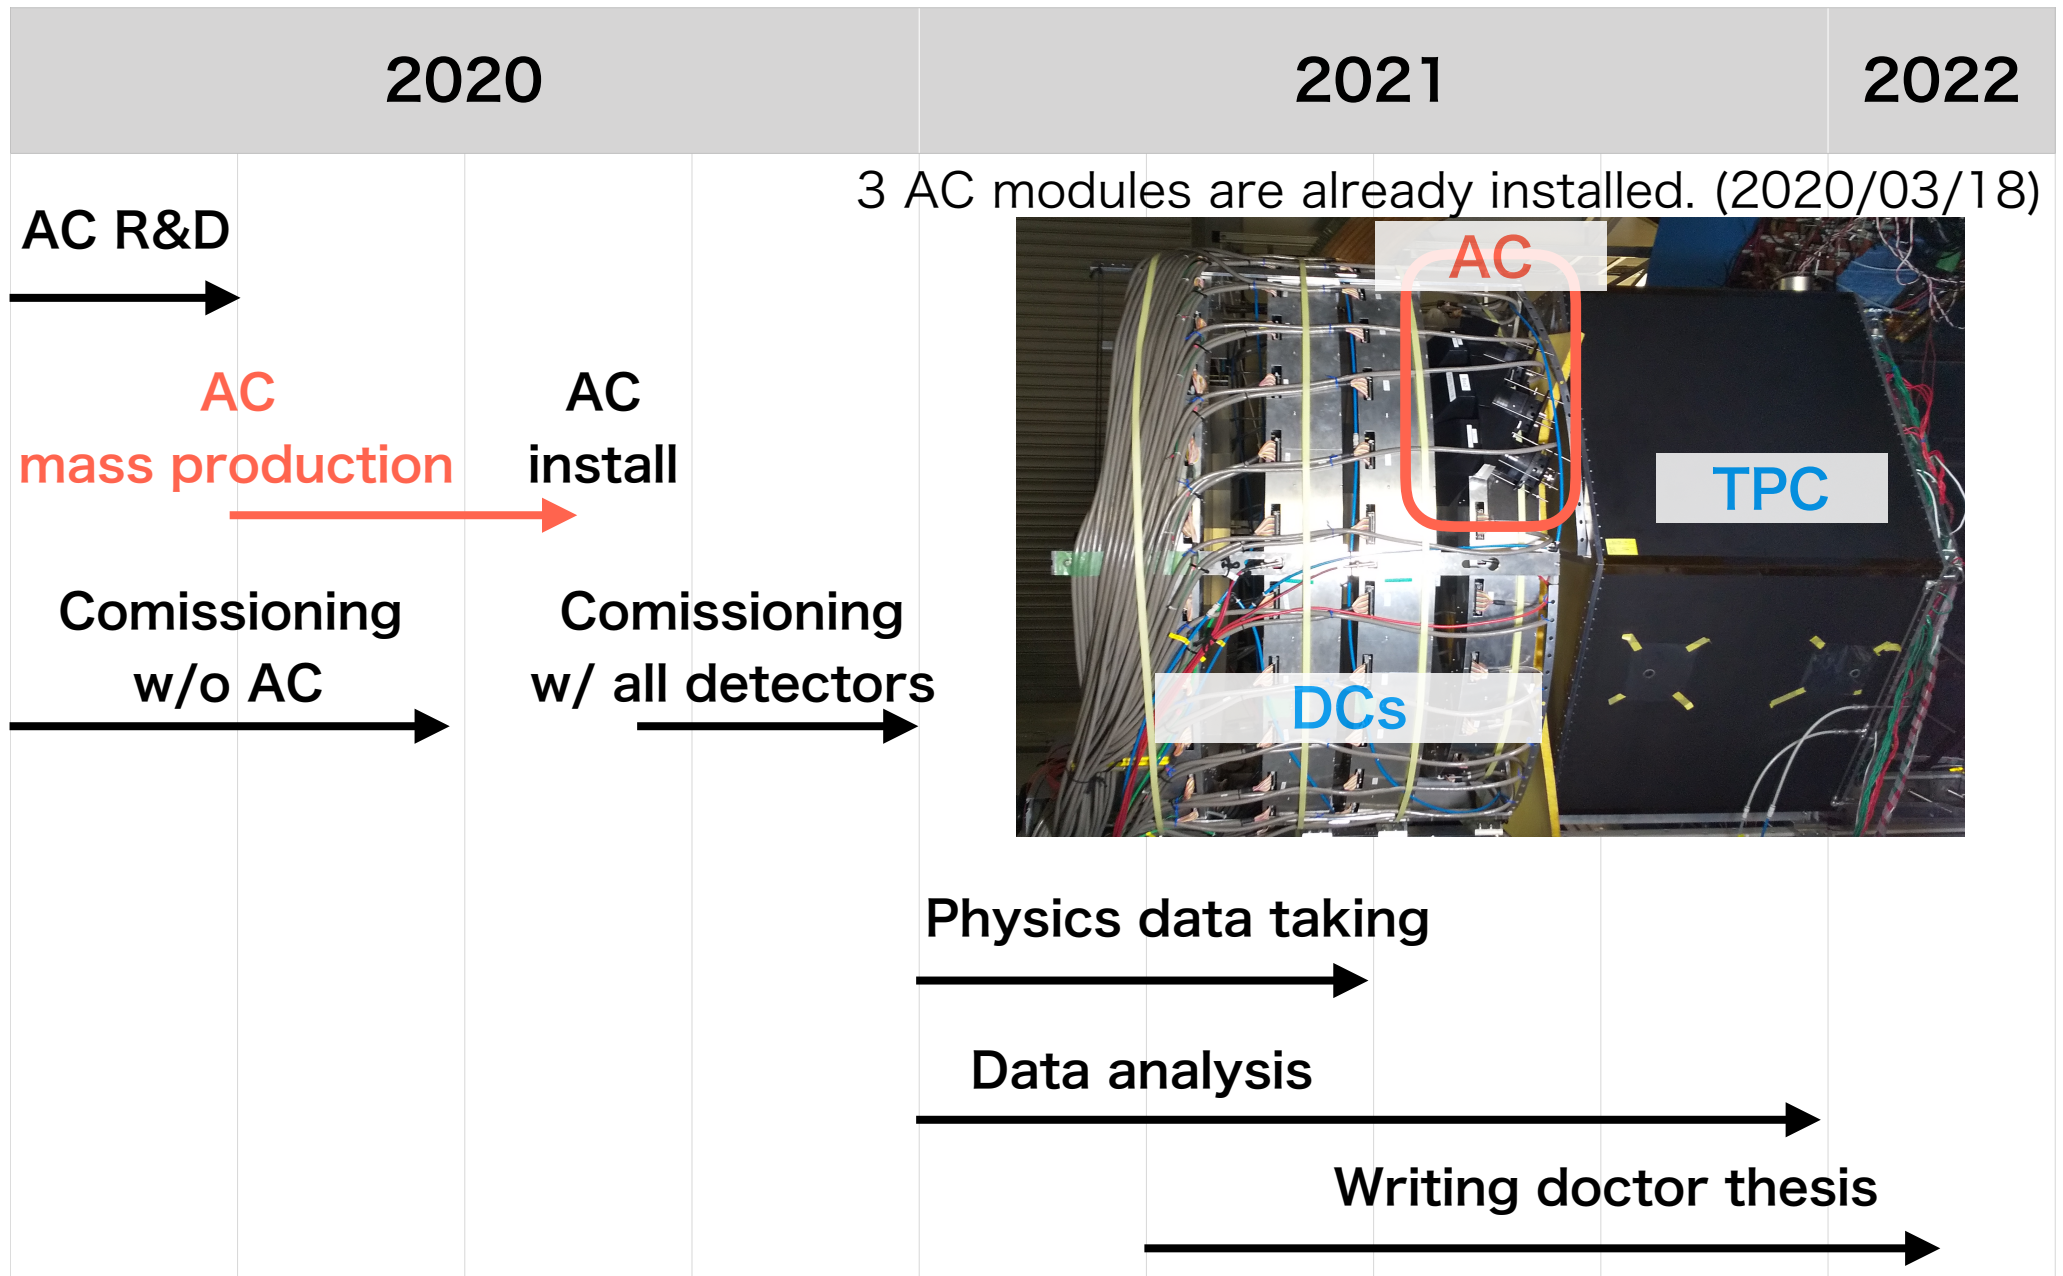 2020
2021
2022
3 AC modules are already installed. (2020/03/18)
AC R&D
AC
mass production
AC
install
Comissioning
w/o AC
Comissioning
w/ all detectors
AC
TPC
DCs
Physics data taking
Data analysis
Writing doctor thesis